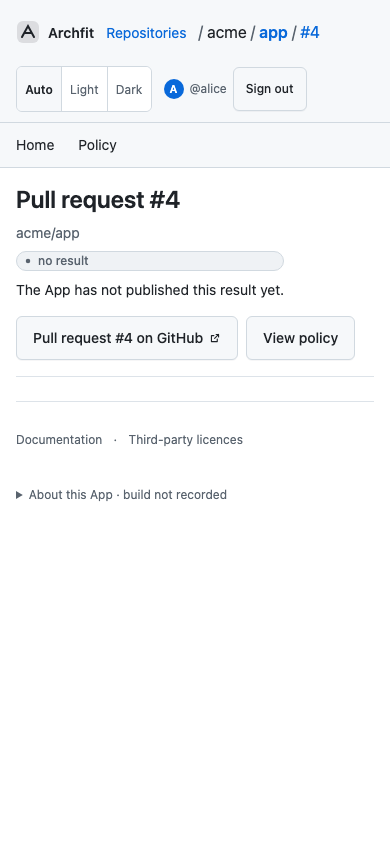 Archfit Repositories / acme / app / #4
Auto Light Dark A @alice Sign out
Home Policy
Pull request #4
acme/app
• no result
The App has not published this result yet.
Pull request #4 on GitHub View policy
Documentation · Third-party licences
About this App · build not recorded